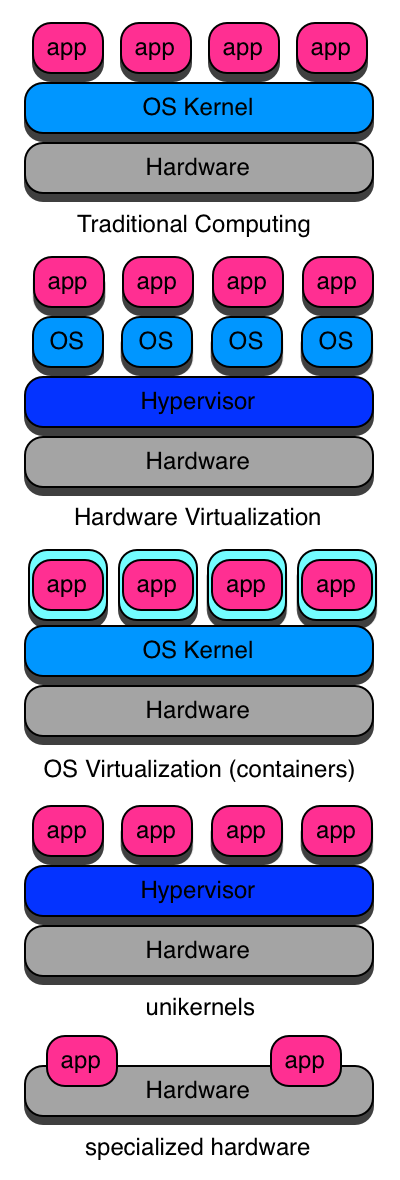 app app app app
OS Kernel
Hardware
Traditional Computing
app app app app
OS OS OS OS
Hypervisor
Hardware
Hardware Virtualization
app app app app
OS Kernel
Hardware
OS Virtualization (containers)
app app app app
Hypervisor
Hardware
unikernels
app app
Hardware
specialized hardware